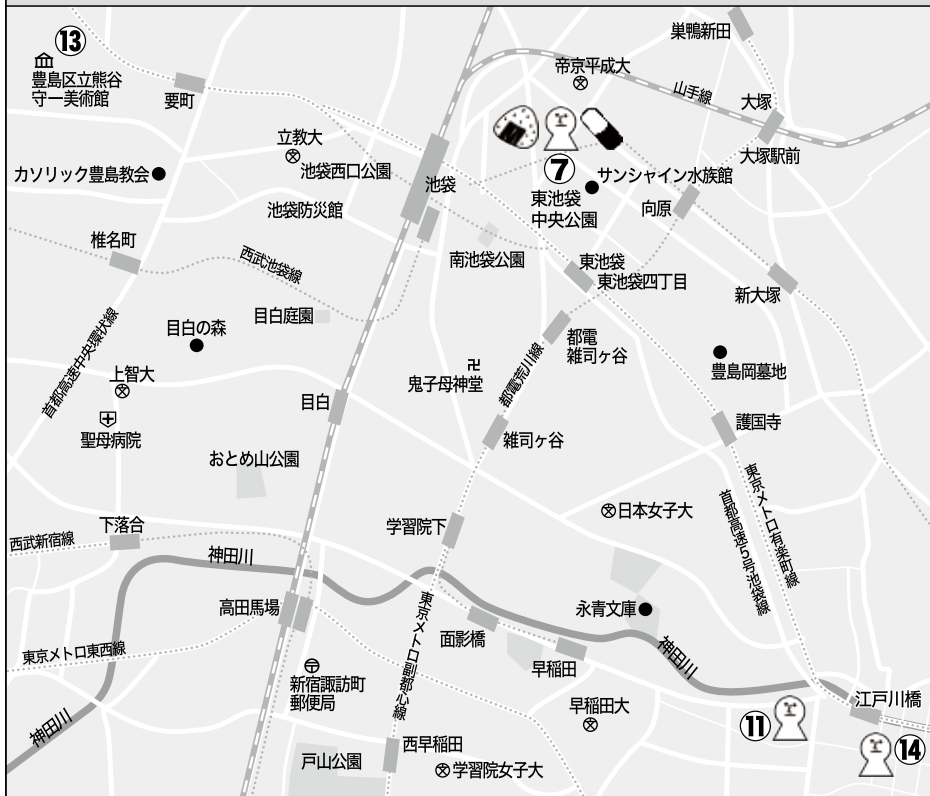 巣鴨新田
⑬
豊島区立熊谷
守一美術館
要町
帝京平成大
山手線
大塚
大塚駅前
立教大
池袋西口公園
カソリック豊島教会
池袋
⑦
サンシャイン水族館
東池袋
中央公園
向原
池袋防災館
椎名町
西武池袋線
南池袋公園
東池袋
東池袋四丁目
新大塚
目白庭園
目白の森
首都高速中央環状線
都電
雑司ヶ谷
豊島岡墓地
上智大
卍
鬼子母神堂
都電荒川線
目白
聖母病院
雑司ヶ谷
護国寺
おとめ山公園
東京メトロ有楽町線
首都高速5号池袋線
日本女子大
学習院下
下落合
西武新宿線
神田川
高田馬場
永青文庫
面影橋
東京メトロ副都心線
東京メトロ東西線
早稲田
神田川
新宿諏訪町
郵便局
神田川
早稲田大
江戸川橋
⑪
⑭
西早稲田
戸山公園
学習院女子大